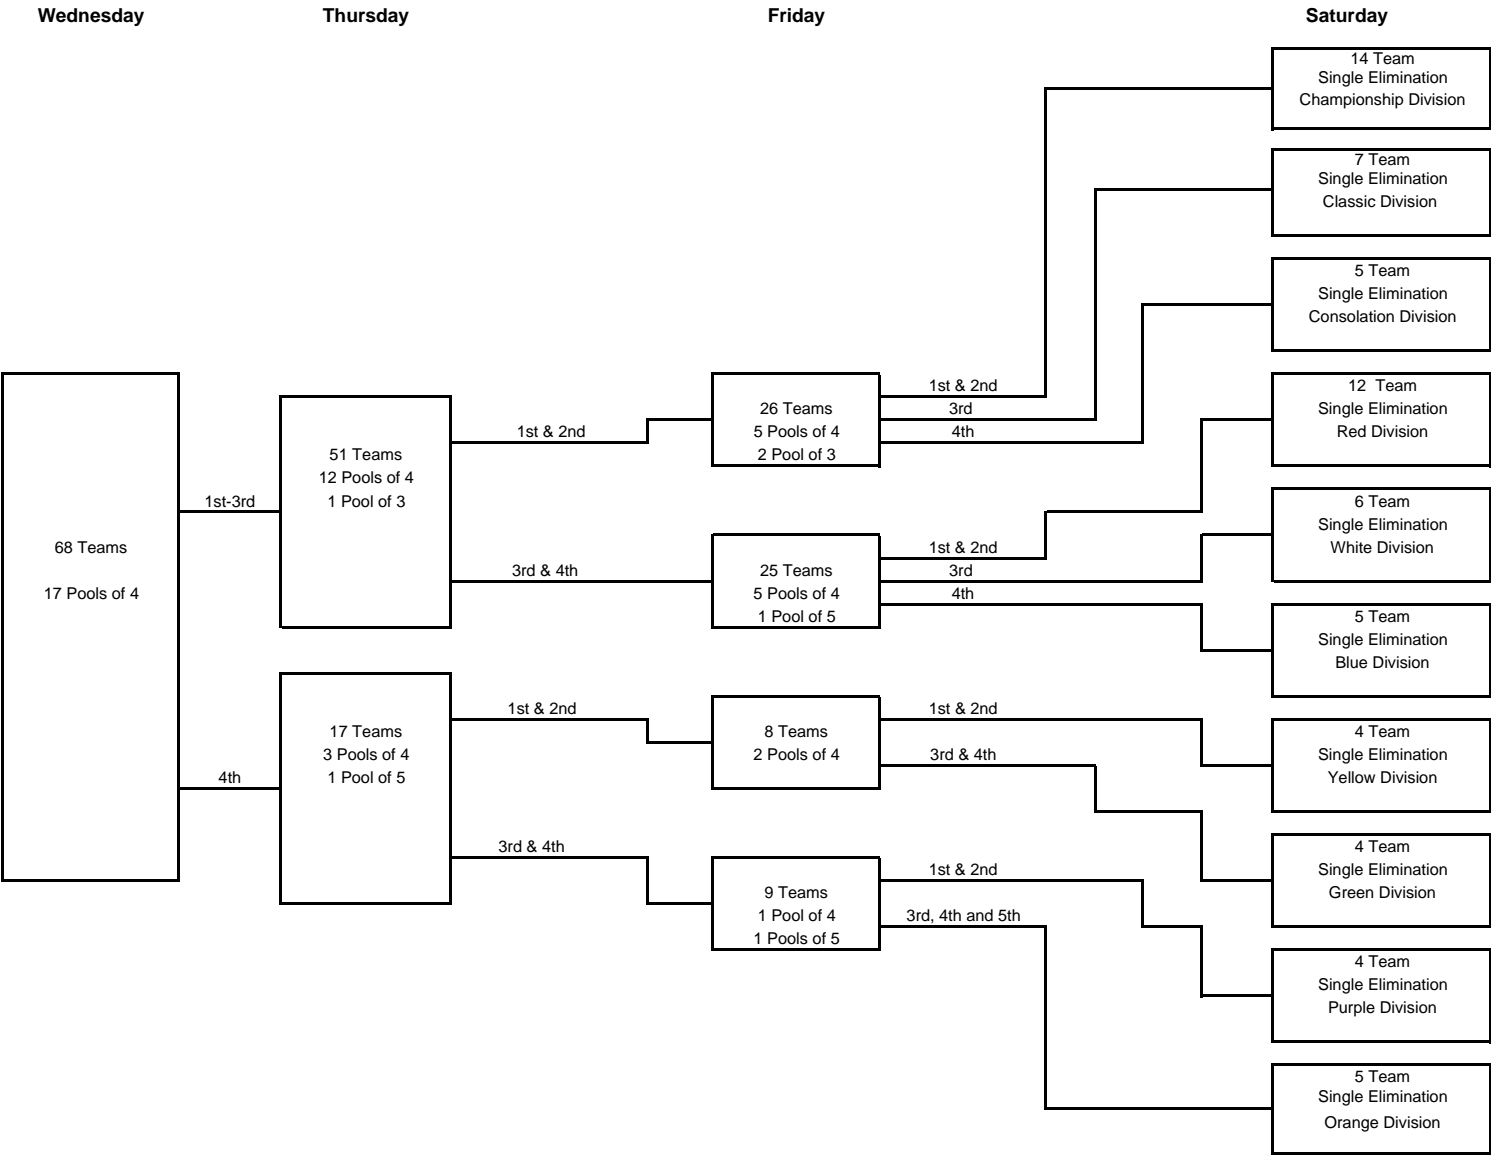 Wednesday
Thursday
Friday
Saturday
68 Teams
17 Pools of 4
1st-3rd
4th
51 Teams
12 Pools of 4
1 Pool of 3
17 Teams
3 Pools of 4
1 Pool of 5
1st & 2nd
3rd & 4th
1st & 2nd
3rd & 4th
26 Teams
5 Pools of 4
2 Pool of 3
25 Teams
5 Pools of 4
1 Pool of 5
8 Teams
2 Pools of 4
9 Teams
1 Pool of 4
1 Pools of 5
1st & 2nd
3rd
4th
1st & 2nd
3rd
4th
1st & 2nd
3rd & 4th
1st & 2nd
3rd, 4th and 5th
14 Team
Single Elimination
Championship Division
7 Team
Single Elimination
Classic Division
5 Team
Single Elimination
Consolation Division
12  Team
Single Elimination
Red Division
6 Team
Single Elimination
White Division
5 Team
Single Elimination
Blue Division
4 Team
Single Elimination
Yellow Division
4 Team
Single Elimination
Green Division
4 Team
Single Elimination
Purple Division
5 Team
Single Elimination
Orange Division